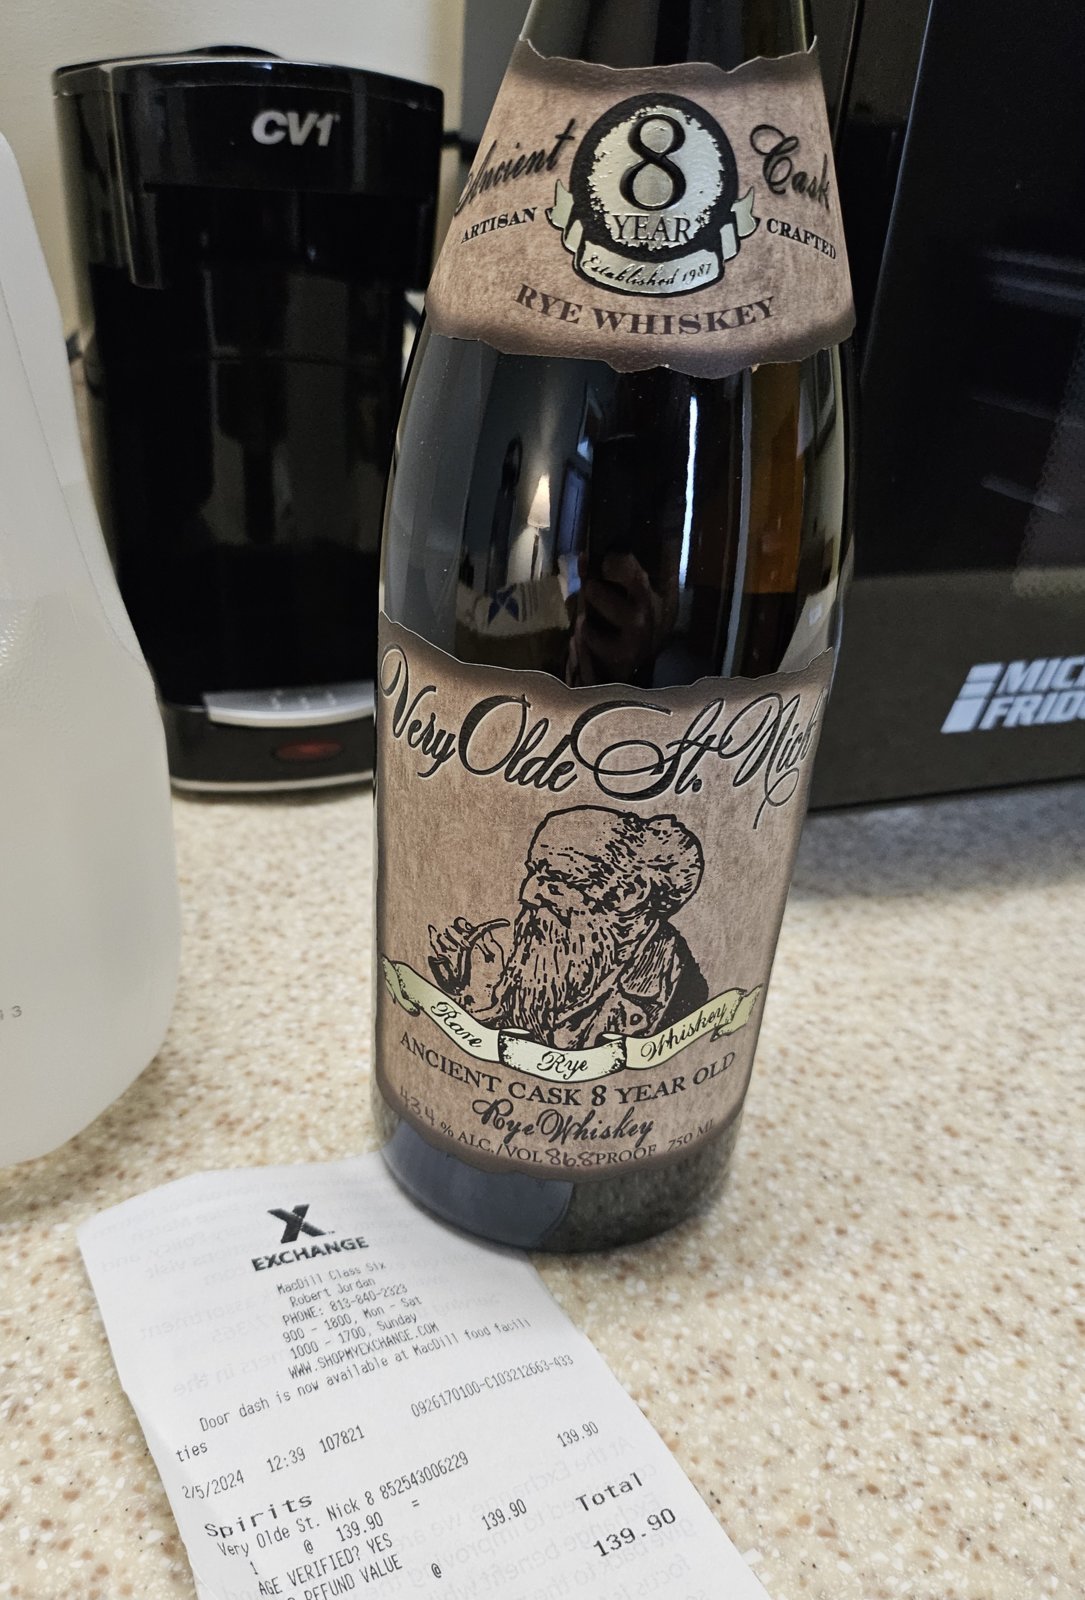 CV1
Ancient Cask
8
YEAR
ARTISAN CRAFTED
Established 1987
RYE WHISKEY
Very Olde St. Nick
Rare Rye Whiskey
ANCIENT CASK 8 YEAR OLD
Rye Whiskey
43.4 % ALC./VOL 86.8 PROOF 750 ML
X
EXCHANGE
MacDill Class Six
Robert Jordan
PHONE: 813-840-2323
900 - 1800, Mon - Sat
1000 - 1700, Sunday
WWW.SHOPMYEXCHANGE.COM
Door dash is now available at MacDill food facili
ties
0926170100-C103212663-433
2/5/2024 12:39 107821
Spirits
Very Olde St. Nick 8 852543006229 139.90
1 @ 139.90 = 139.90
AGE VERIFIED? YES
REFUND VALUE @
Total
139.90